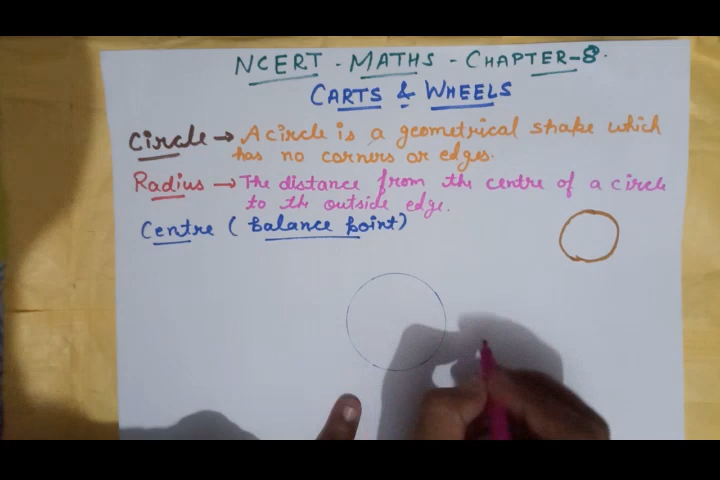 NCERT - MATHS - CHAPTER-8.
CARTS & WHEELS
Circle → A circle is a geometrical shake which
has no corners or edges.
Radius → The distance from the centre of a circle
to the outside edge.
Centre ( balance point)